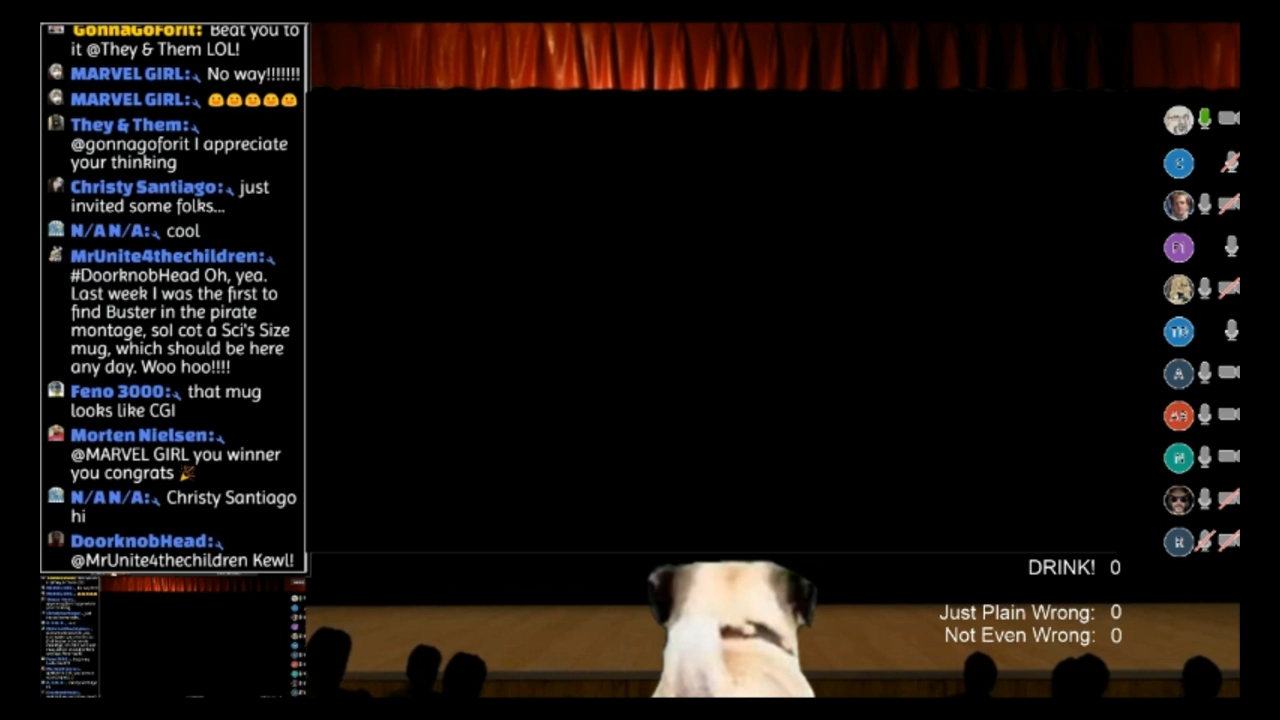 GonnaGoForIt: Beat you to
it @They & Them LOL!
MARVEL GIRL: No way!!!!!!!
MARVEL GIRL:
They & Them:
@gonnagoforit I appreciate
your thinking
Christy Santiago: just
invited some folks...
N/A N/A: cool
MrUnite4thechildren:
#DoorknobHead Oh, yea.
Last week I was the first to
find Buster in the pirate
montage, soI cot a Sci's Size
mug, which should be here
any day. Woo hoo!!!!
Feno 3000: that mug
looks like CGI
Morten Nielsen:
@MARVEL GIRL you winner
you congrats 🎉
N/A N/A: Christy Santiago
hi
DoorknobHead:
@MrUnite4thechildren Kewl!
DRINK! 0
Just Plain Wrong: 0
Not Even Wrong: 0